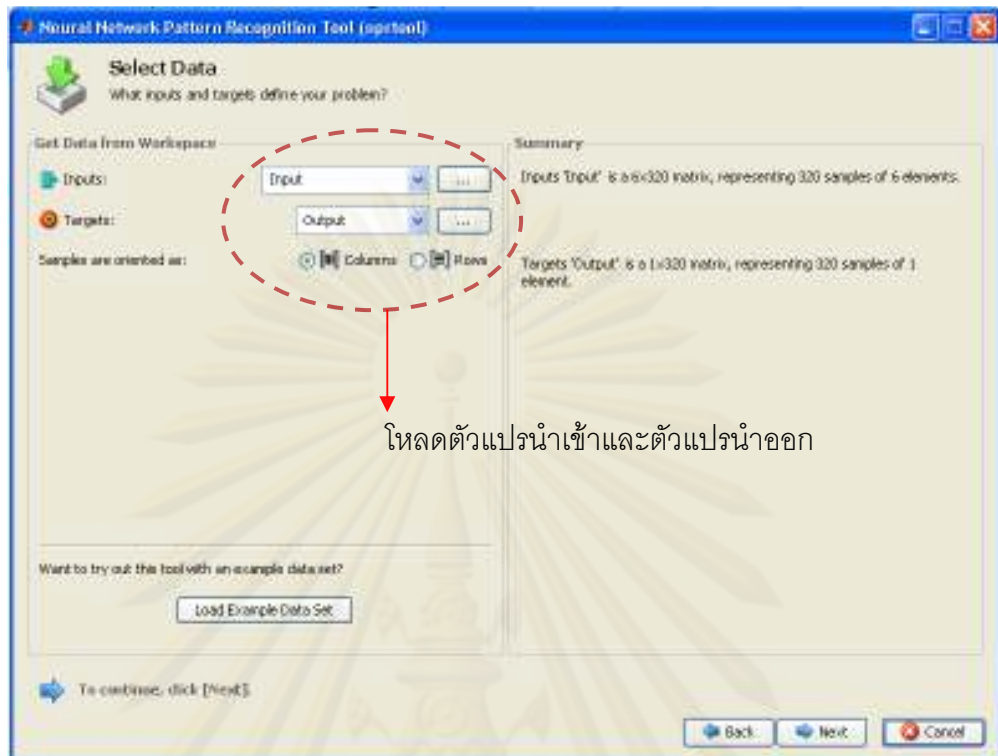 Neural Network Pattern Recognition Tool (nprtool)
Select Data
What inputs and targets define your problem?
Get Data from Workspace
Inputs:
Input
...
Targets:
Output
...
Samples are oriented as:
Columns
Rows
Summary
Inputs 'Input' is a 6x320 matrix, representing 320 samples of 6 elements.
Targets 'Output' is a 1x320 matrix, representing 320 samples of 1
element.
โหลดตัวแปรนำเข้าและตัวแปรนำออก
Want to try out this tool with an example data set?
Load Example Data Set
To continue, click [Next].
Back
Next
Cancel